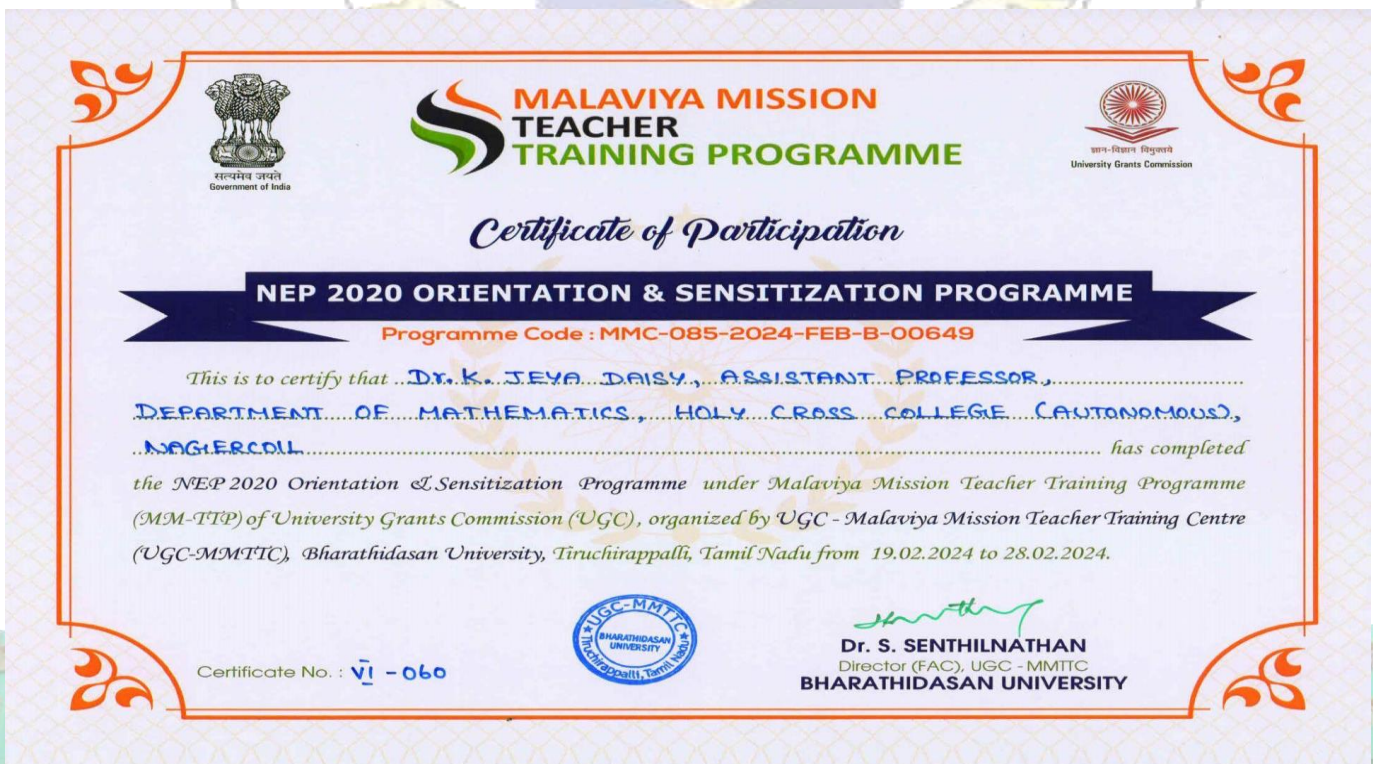 MALAVIYA MISSION
TEACHER
TRAINING PROGRAMME
सत्यमेव जयते
Government of India
ज्ञान-विज्ञान विमुक्तये
University Grants Commission
Certificate of Participation
NEP 2020 ORIENTATION & SENSITIZATION PROGRAMME
Programme Code : MMC-085-2024-FEB-B-00649
This is to certify that Dr. K. JEYA DAISY, ASSISTANT PROFESSOR,
DEPARTMENT OF MATHEMATICS, HOLY CROSS COLLEGE (AUTONOMOUS),
NAGERCOIL has completed
the NEP 2020 Orientation & Sensitization Programme under Malaviya Mission Teacher Training Programme
(MM-TTP) of University Grants Commission (UGC), organized by UGC - Malaviya Mission Teacher Training Centre
(UGC-MMTTC), Bharathidasan University, Tiruchirappalli, Tamil Nadu from 19.02.2024 to 28.02.2024.
UGC-MMTTC
BHARATHIDASAN
UNIVERSITY
Tiruchirappalli, Tamil Nadu
Dr. S. SENTHILNATHAN
Director (FAC), UGC - MMTTC
BHARATHIDASAN UNIVERSITY
Certificate No. : VI - 060